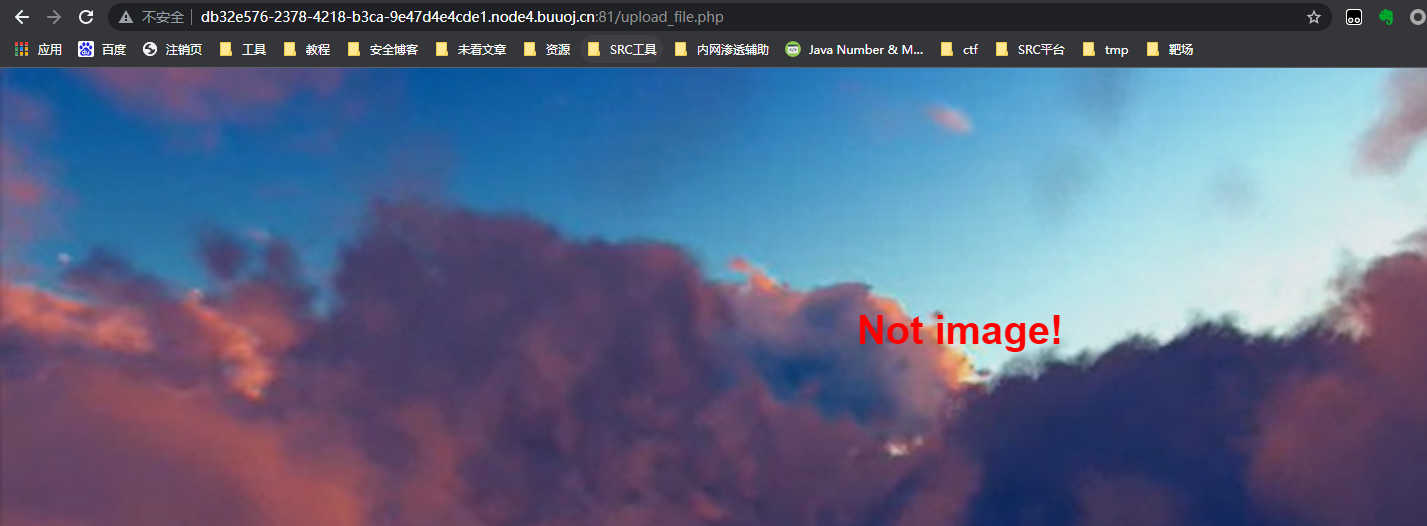 不安全 db32e576-2378-4218-b3ca-9e47d4e4cde1.node4.buuoj.cn:81/upload_file.php
应用 百度 注销页 工具 教程 安全博客 未看文章 资源 SRC工具 内网渗透辅助 Java Number & M... ctf SRC平台 tmp 靶场
Not image!